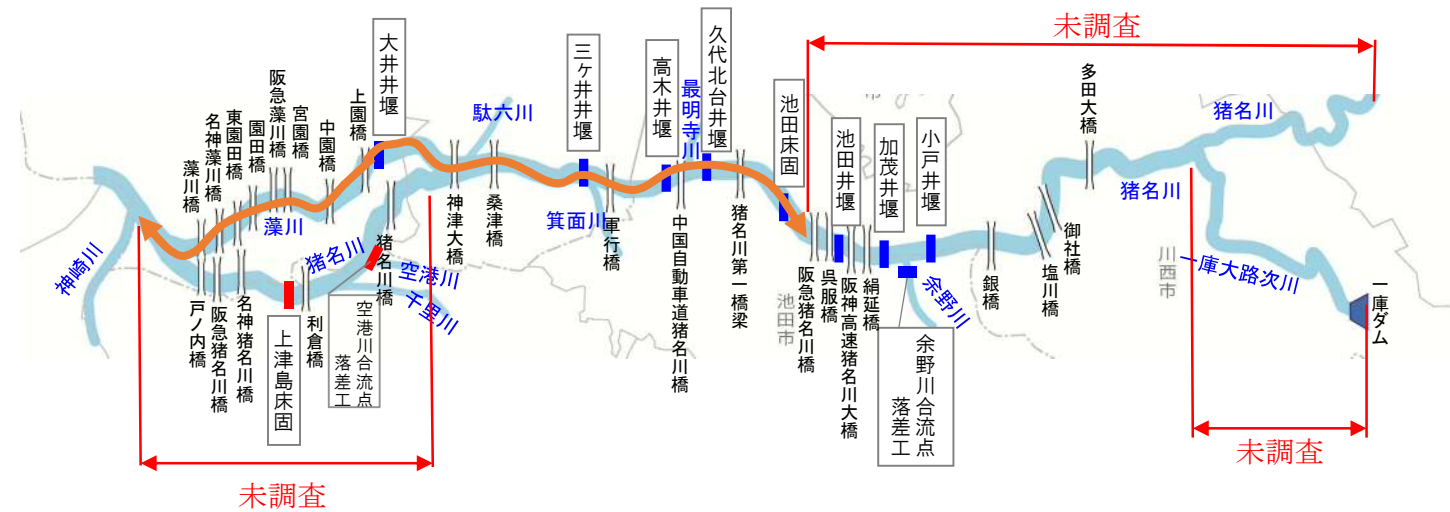 未調査
大井井堰
三ヶ井井堰
高木井堰
最明寺川
久代北台井堰
池田床固
池田井堰
加茂井堰
小戸井堰
多田大橋
猪名川
駄六川
上園橋
中園橋
宮園橋
阪急藻川橋
園田橋
東園田橋
名神藻川橋
藻川橋
藻川
神崎川
猪名川
猪名川橋
空港川
千里川
神津大橋
桑津橋
箕面川
軍行橋
中国自動車道猪名川橋
猪名川第一橋梁
池田市
阪急猪名川橋
呉服橋
阪神高速猪名川大橋
絹延橋
余野川
銀橋
塩川橋
御社橋
猪名川
川西市
一庫大路次川
一庫ダム
戸ノ内橋
阪急猪名川橋
名神猪名川橋
上津島床固
利倉橋
空港川合流点
落差工
余野川合流点
落差工
未調査
未調査